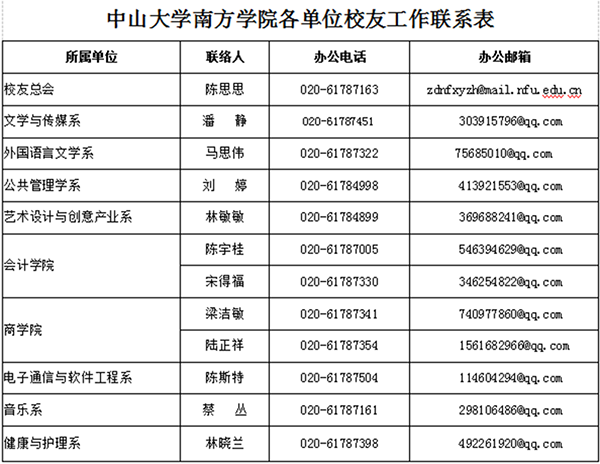 中山大学南方学院各单位校友工作联系表
所属单位 联络人 办公电话 办公邮箱
校友总会 陈思思 020-61787163 zdnfxyzh@mail.nfu.edu.cn
文学与传媒系 潘 静 020-61787451 303915796@qq.com
外国语言文学系 马思伟 020-61787322 75685010@qq.com
公共管理学系 刘 婷 020-61784998 413921553@qq.com
艺术设计与创意产业系 林敏敏 020-61784899 369688241@qq.com
会计学院 陈宇桂 020-61787005 546394629@qq.com
宋得福 020-61787330 346254822@qq.com
商学院 梁洁敏 020-61787341 740977860@qq.com
陆正祥 020-61787354 1561682966@qq.com
电子通信与软件工程系 陈斯特 020-61787504 114604294@qq.com
音乐系 蔡 丛 020-61787161 298106486@qq.com
健康与护理系 林晓兰 020-61787398 492261920@qq.com